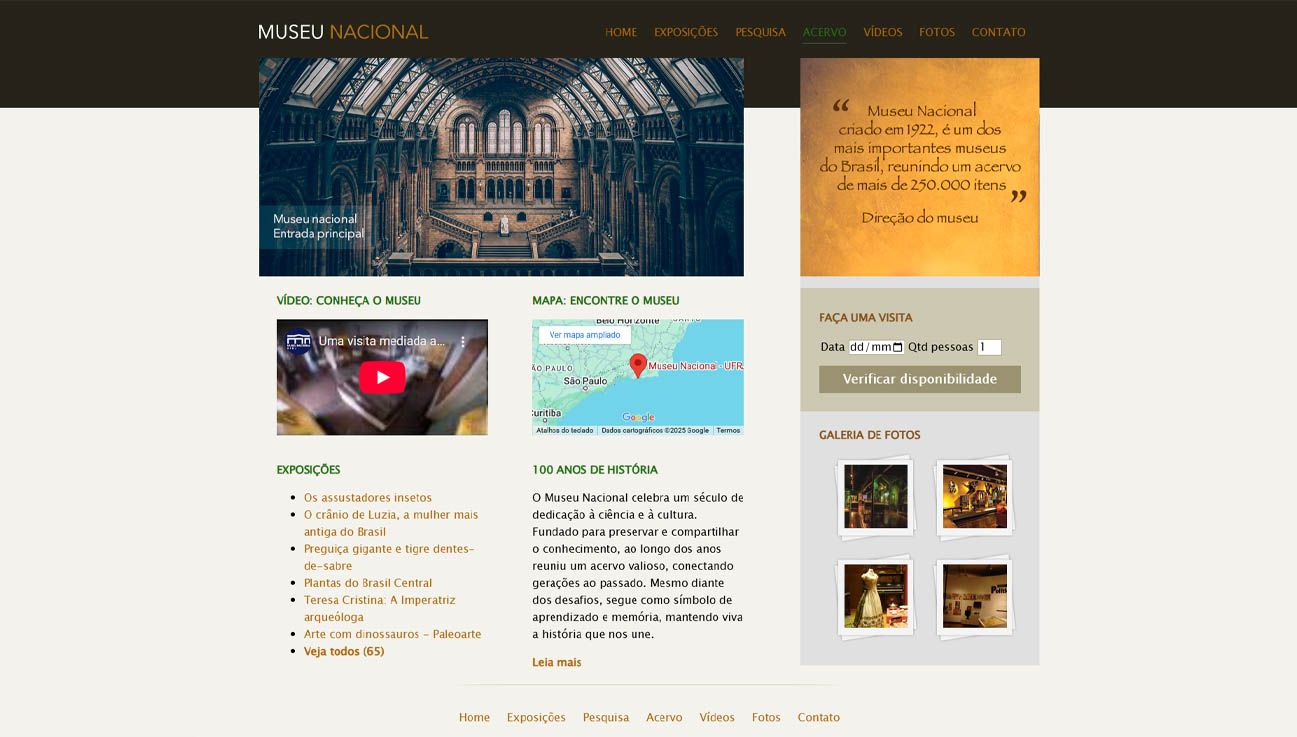 MUSEU NACIONAL
HOME EXPOSIÇÕES PESQUISA ACERVO VÍDEOS FOTOS CONTATO
Museu nacional
Entrada principal
“ Museu Nacional
criado em 1922, é um dos
mais importantes museus
do Brasil, reunindo um acervo
de mais de 250.000 itens ”
Direção do museu
VÍDEO: CONHEÇA O MUSEU
Uma visita mediada a...
MAPA: ENCONTRE O MUSEU
Belo Horizonte
Ver mapa ampliado
SÃO PAULO
São Paulo
Museu Nacional - UFR
Curitiba
Google
Atalhos do teclado
Dados cartográficos ©2025 Google
Termos
FAÇA UMA VISITA
Data dd/mm Qtd pessoas 1
Verificar disponibilidade
GALERIA DE FOTOS
EXPOSIÇÕES
Os assustadores insetos
O crânio de Luzia, a mulher mais
antiga do Brasil
Preguiça gigante e tigre dentes-
de-sabre
Plantas do Brasil Central
Teresa Cristina: A Imperatriz
arqueóloga
Arte com dinossauros - Paleoarte
Veja todos (65)
100 ANOS DE HISTÓRIA
O Museu Nacional celebra um século de
dedicação à ciência e à cultura.
Fundado para preservar e compartilhar
o conhecimento, ao longo dos anos
reuniu um acervo valioso, conectando
gerações ao passado. Mesmo diante
dos desafios, segue como símbolo de
aprendizado e memória, mantendo viva
a história que nos une.
Leia mais
Home Exposições Pesquisa Acervo Vídeos Fotos Contato